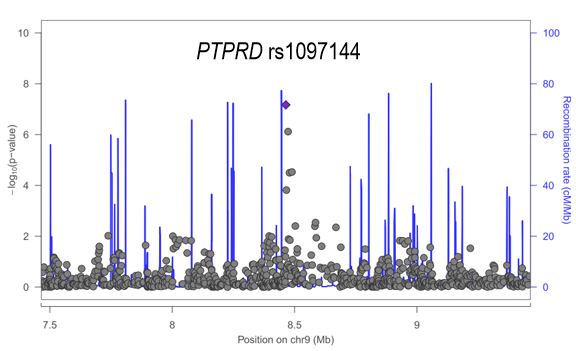 PTPRD rs1097144
10
8
6
4
2
0
−log₁₀(p−value)
100
80
60
40
20
0
Recombination rate (cM/Mb)
7.5 8 8.5 9
Position on chr9 (Mb)